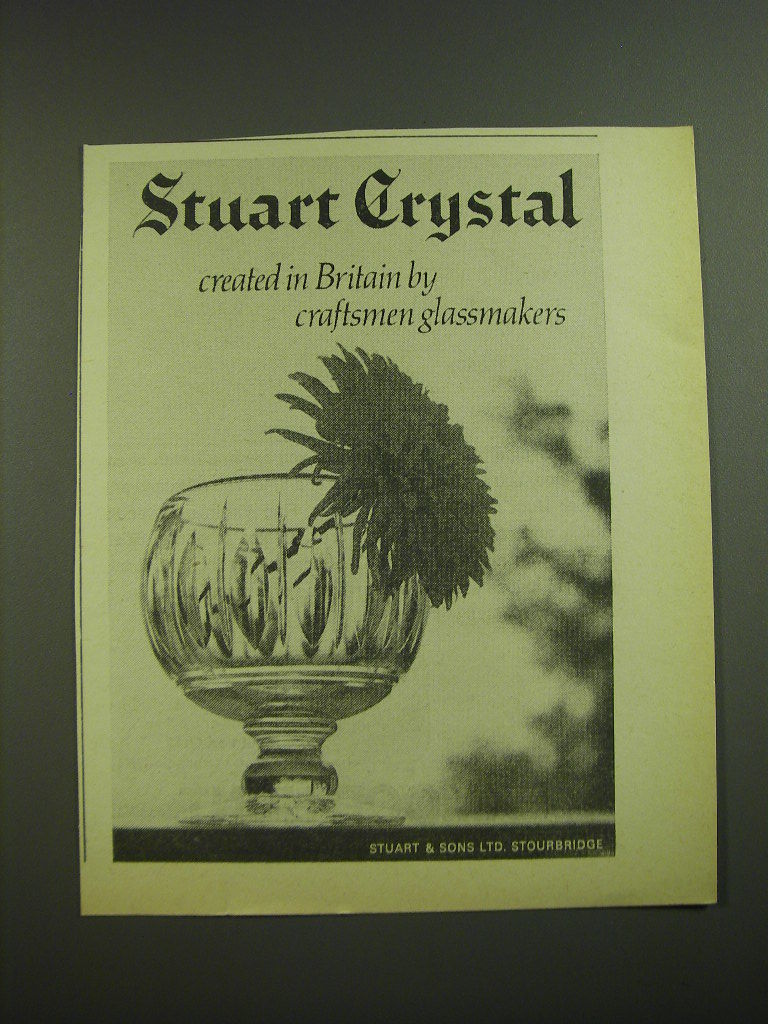 Stuart Crystal
created in Britain by
craftsmen glassmakers
STUART & SONS LTD. STOURBRIDGE